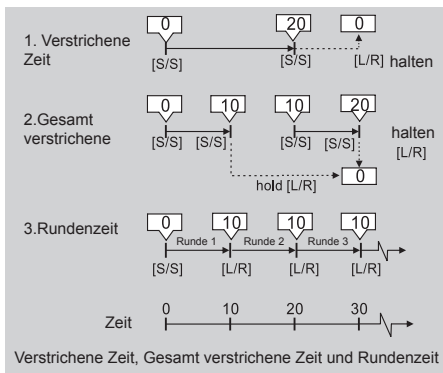 0 20 0
1. Verstrichene
Zeit
[S/S] [S/S] [L/R] halten
0 10 10 20
2.Gesamt
verstrichene
halten
[S/S] [S/S] [S/S] [S/S] [L/R]
0
hold [L/R]
0 10 10 10
3.Rundenzeit
Runde 1 Runde 2 Runde 3
[S/S] [L/R] [L/R] [L/R]
0 10 20 30
Zeit
Verstrichene Zeit, Gesamt verstrichene Zeit und Rundenzeit